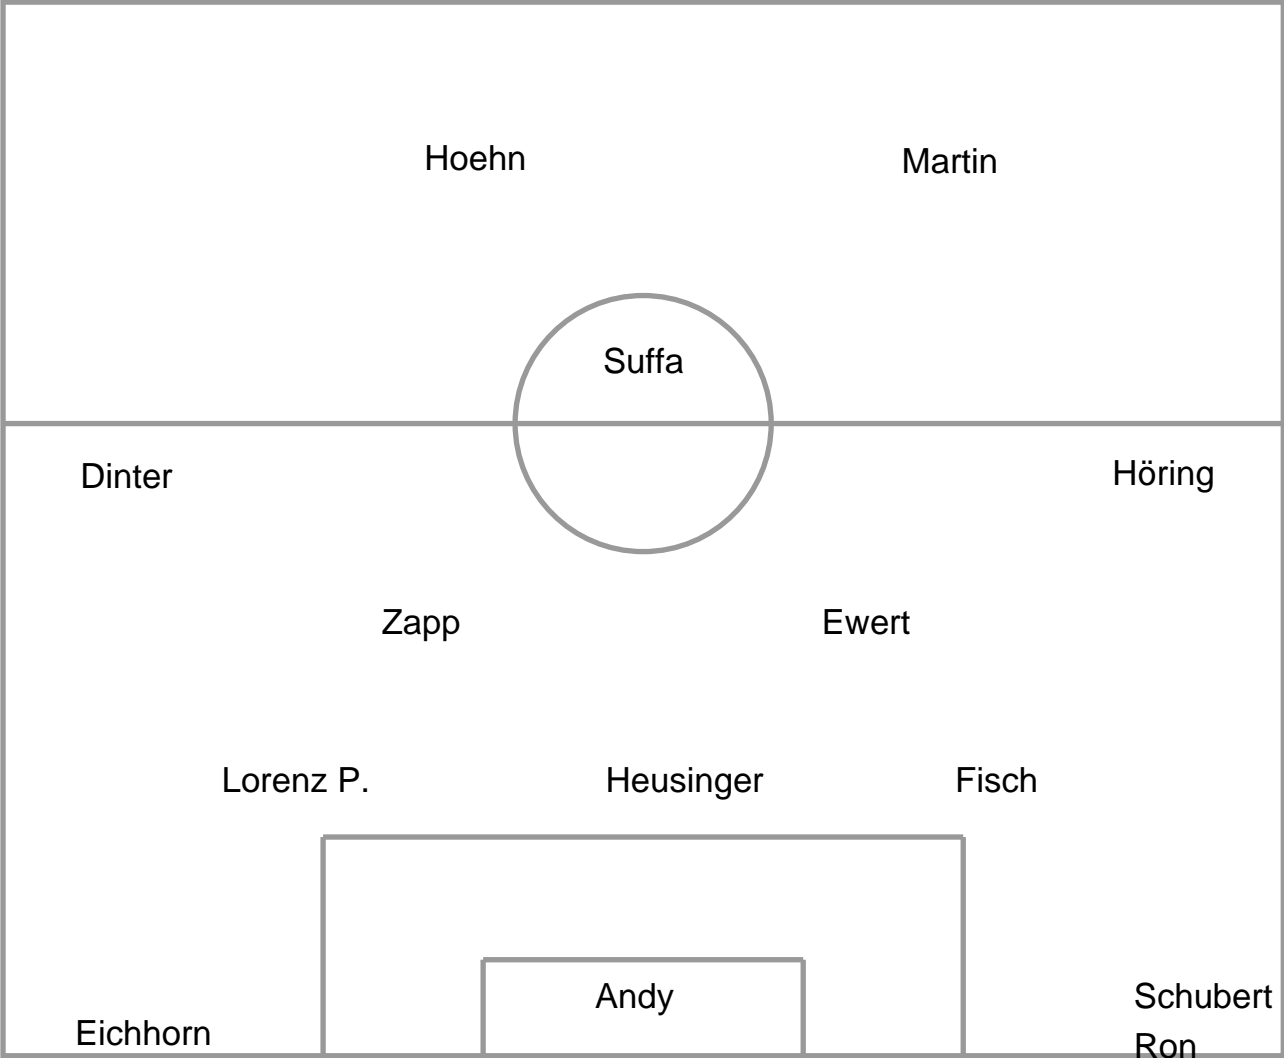 Hoehn
Martin
Suffa
Dinter
Höring
Zapp
Ewert
Lorenz P.
Heusinger
Fisch
Andy
Schubert
Eichhorn
Ron